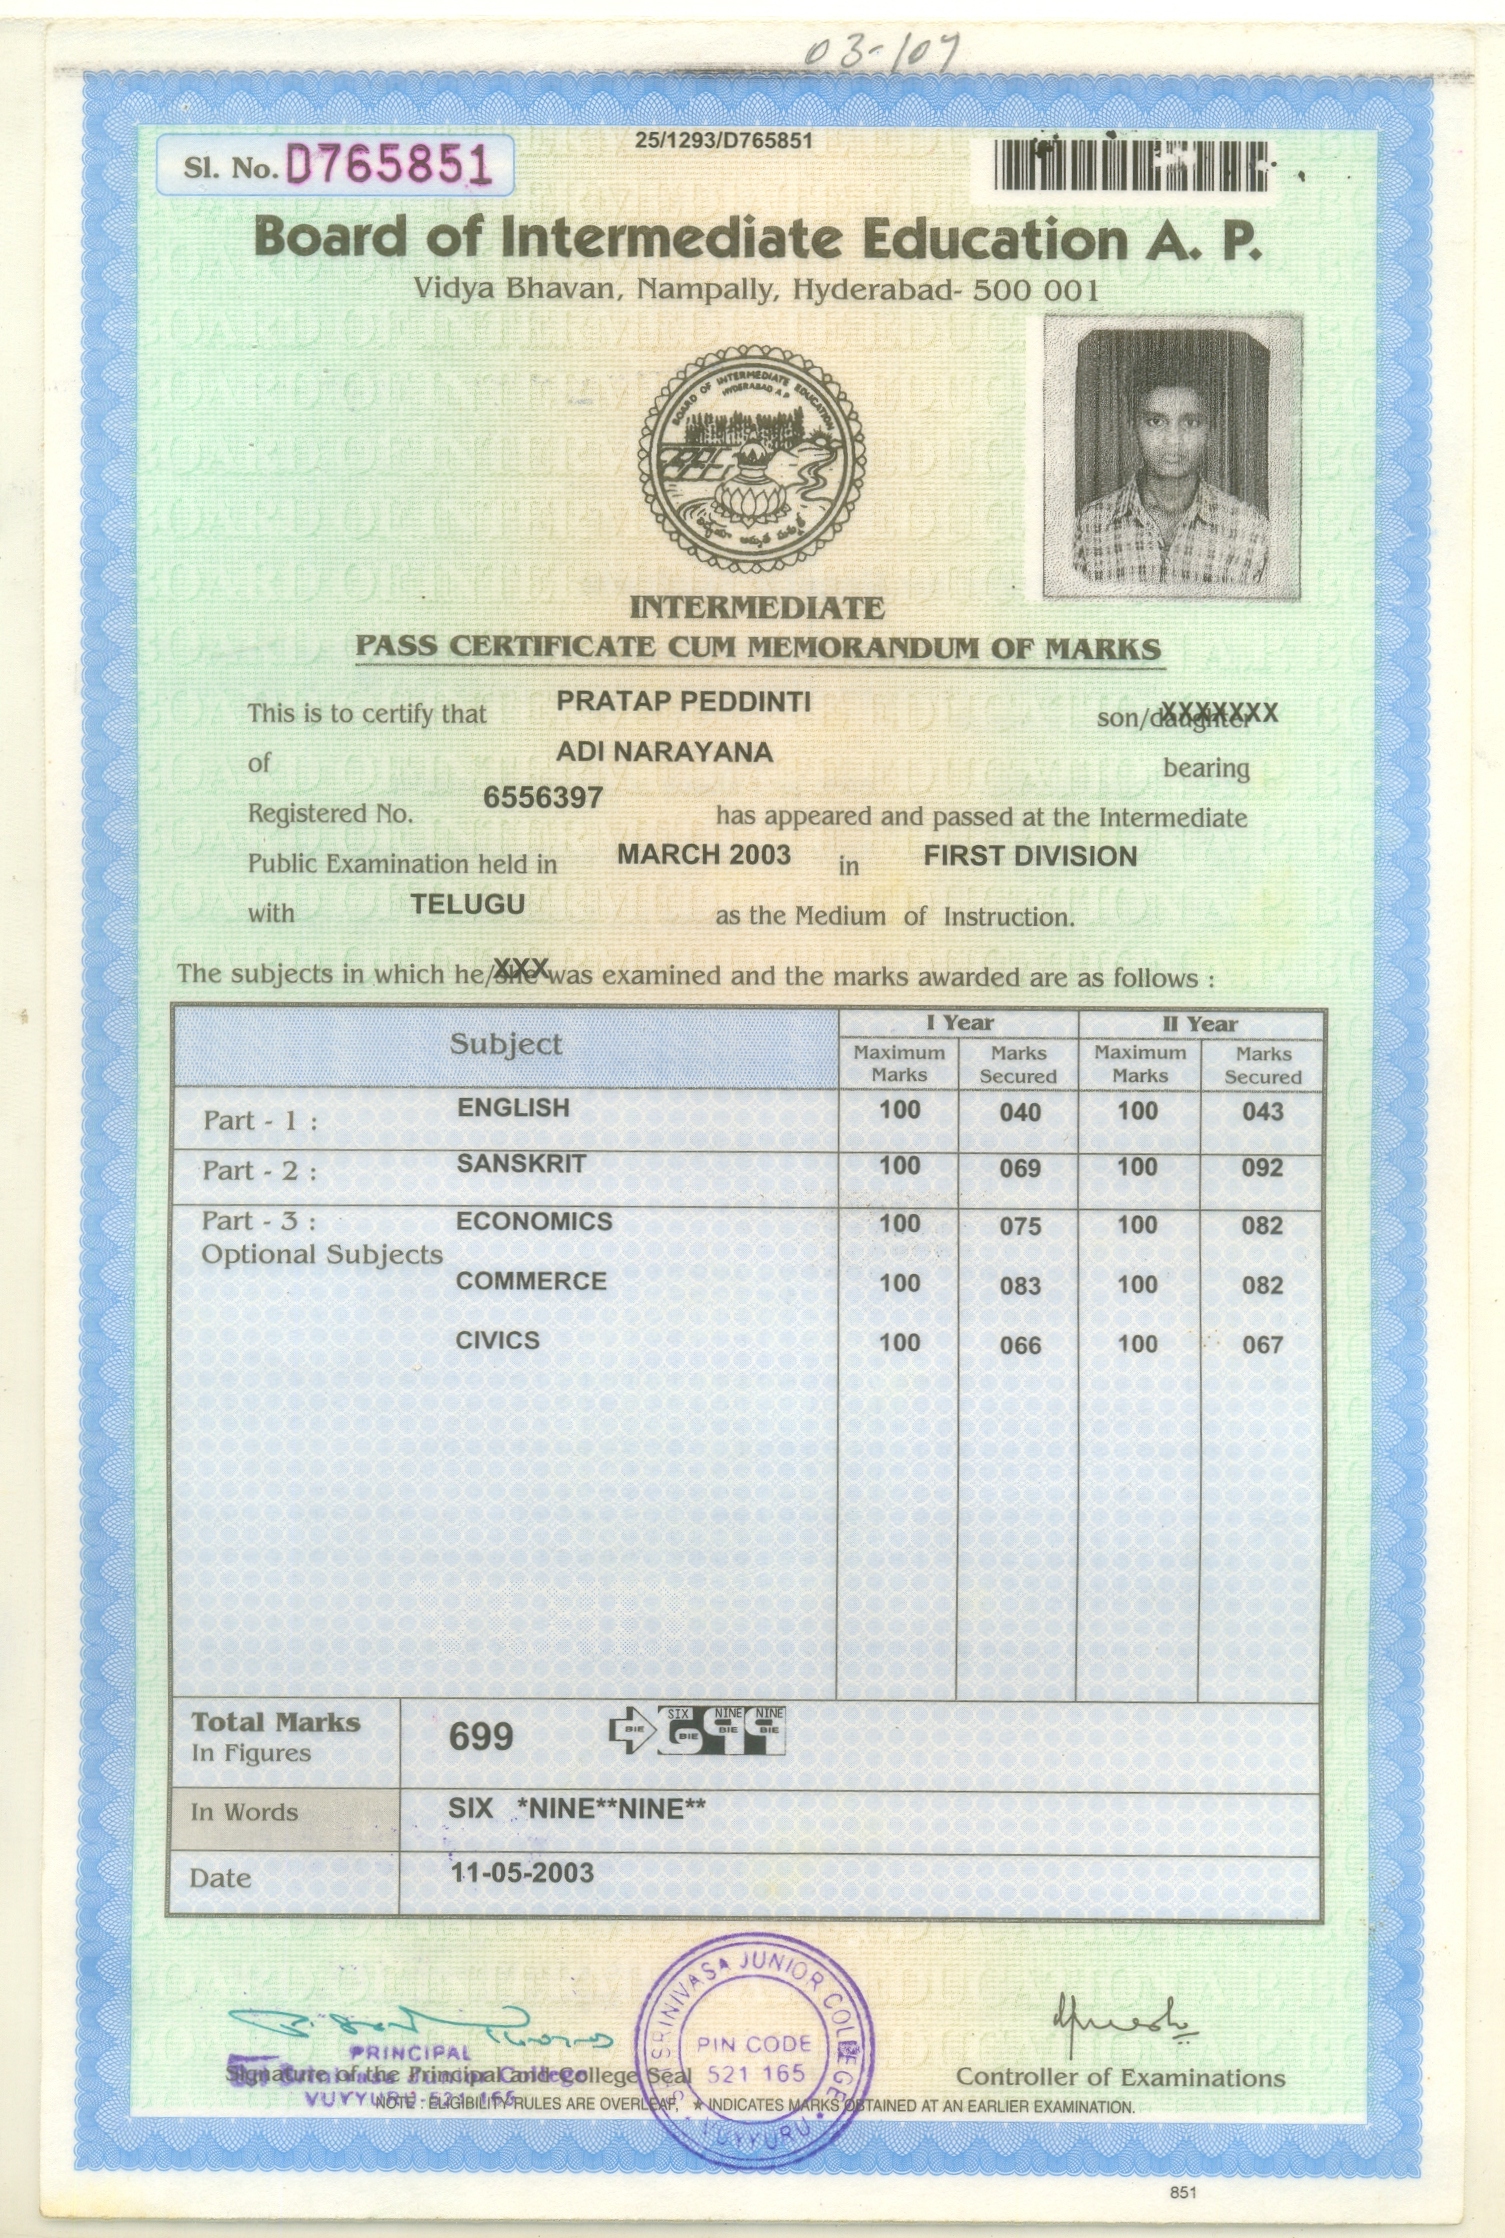 03-107
25/1293/D765851
Sl. No. D765851
Board of Intermediate Education A. P.
Vidya Bhavan, Nampally, Hyderabad- 500 001
BOARD OF INTERMEDIATE EDUCATION
HYDERABAD A P
INTERMEDIATE
PASS CERTIFICATE CUM MEMORANDUM OF MARKS
This is to certify that PRATAP PEDDINTI son/daughter XXXXXXX
of ADI NARAYANA bearing
Registered No. 6556397 has appeared and passed at the Intermediate
Public Examination held in MARCH 2003 in FIRST DIVISION
with TELUGU as the Medium of Instruction.
The subjects in which he/she XXX was examined and the marks awarded are as follows :
Subject I Year II Year
Maximum Marks Marks Secured Maximum Marks Marks Secured
Part - 1 : ENGLISH 100 040 100 043
Part - 2 : SANSKRIT 100 069 100 092
Part - 3 : ECONOMICS 100 075 100 082
Optional Subjects
COMMERCE 100 083 100 082
CIVICS 100 066 100 067
Total Marks
In Figures 699 BIE SIX NINE NINE 699 BIE BIE BIE
In Words SIX *NINE**NINE**
Date 11-05-2003
PRINCIPAL
Signature of the Principal and College Seal
Srinivasa Junior College
VUYYURU-521 165
SRINIVASA JUNIOR COLLEGE
PIN CODE
521 165
VUYYURU
Controller of Examinations
NOTE : ELIGIBILITY RULES ARE OVERLEAF, ★ INDICATES MARKS OBTAINED AT AN EARLIER EXAMINATION.
851